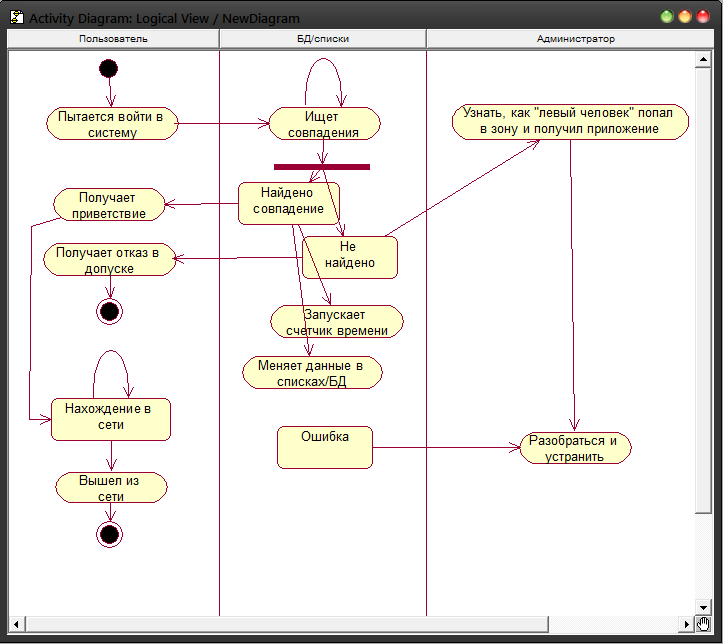 Activity Diagram: Logical View / NewDiagram
Пользователь
БД/списки
Администратор
Пытается войти в
систему
Ищет
совпадения
Узнать, как "левый человек" попал
в зону и получил приложение
Получает
приветствие
Найдено
совпадение
Получает отказ в
допуске
Не
найдено
Запускает
счетчик времени
Меняет данные в
списках/БД
Нахождение в
сети
Ошибка
Разобраться и
устранить
Вышел из
сети